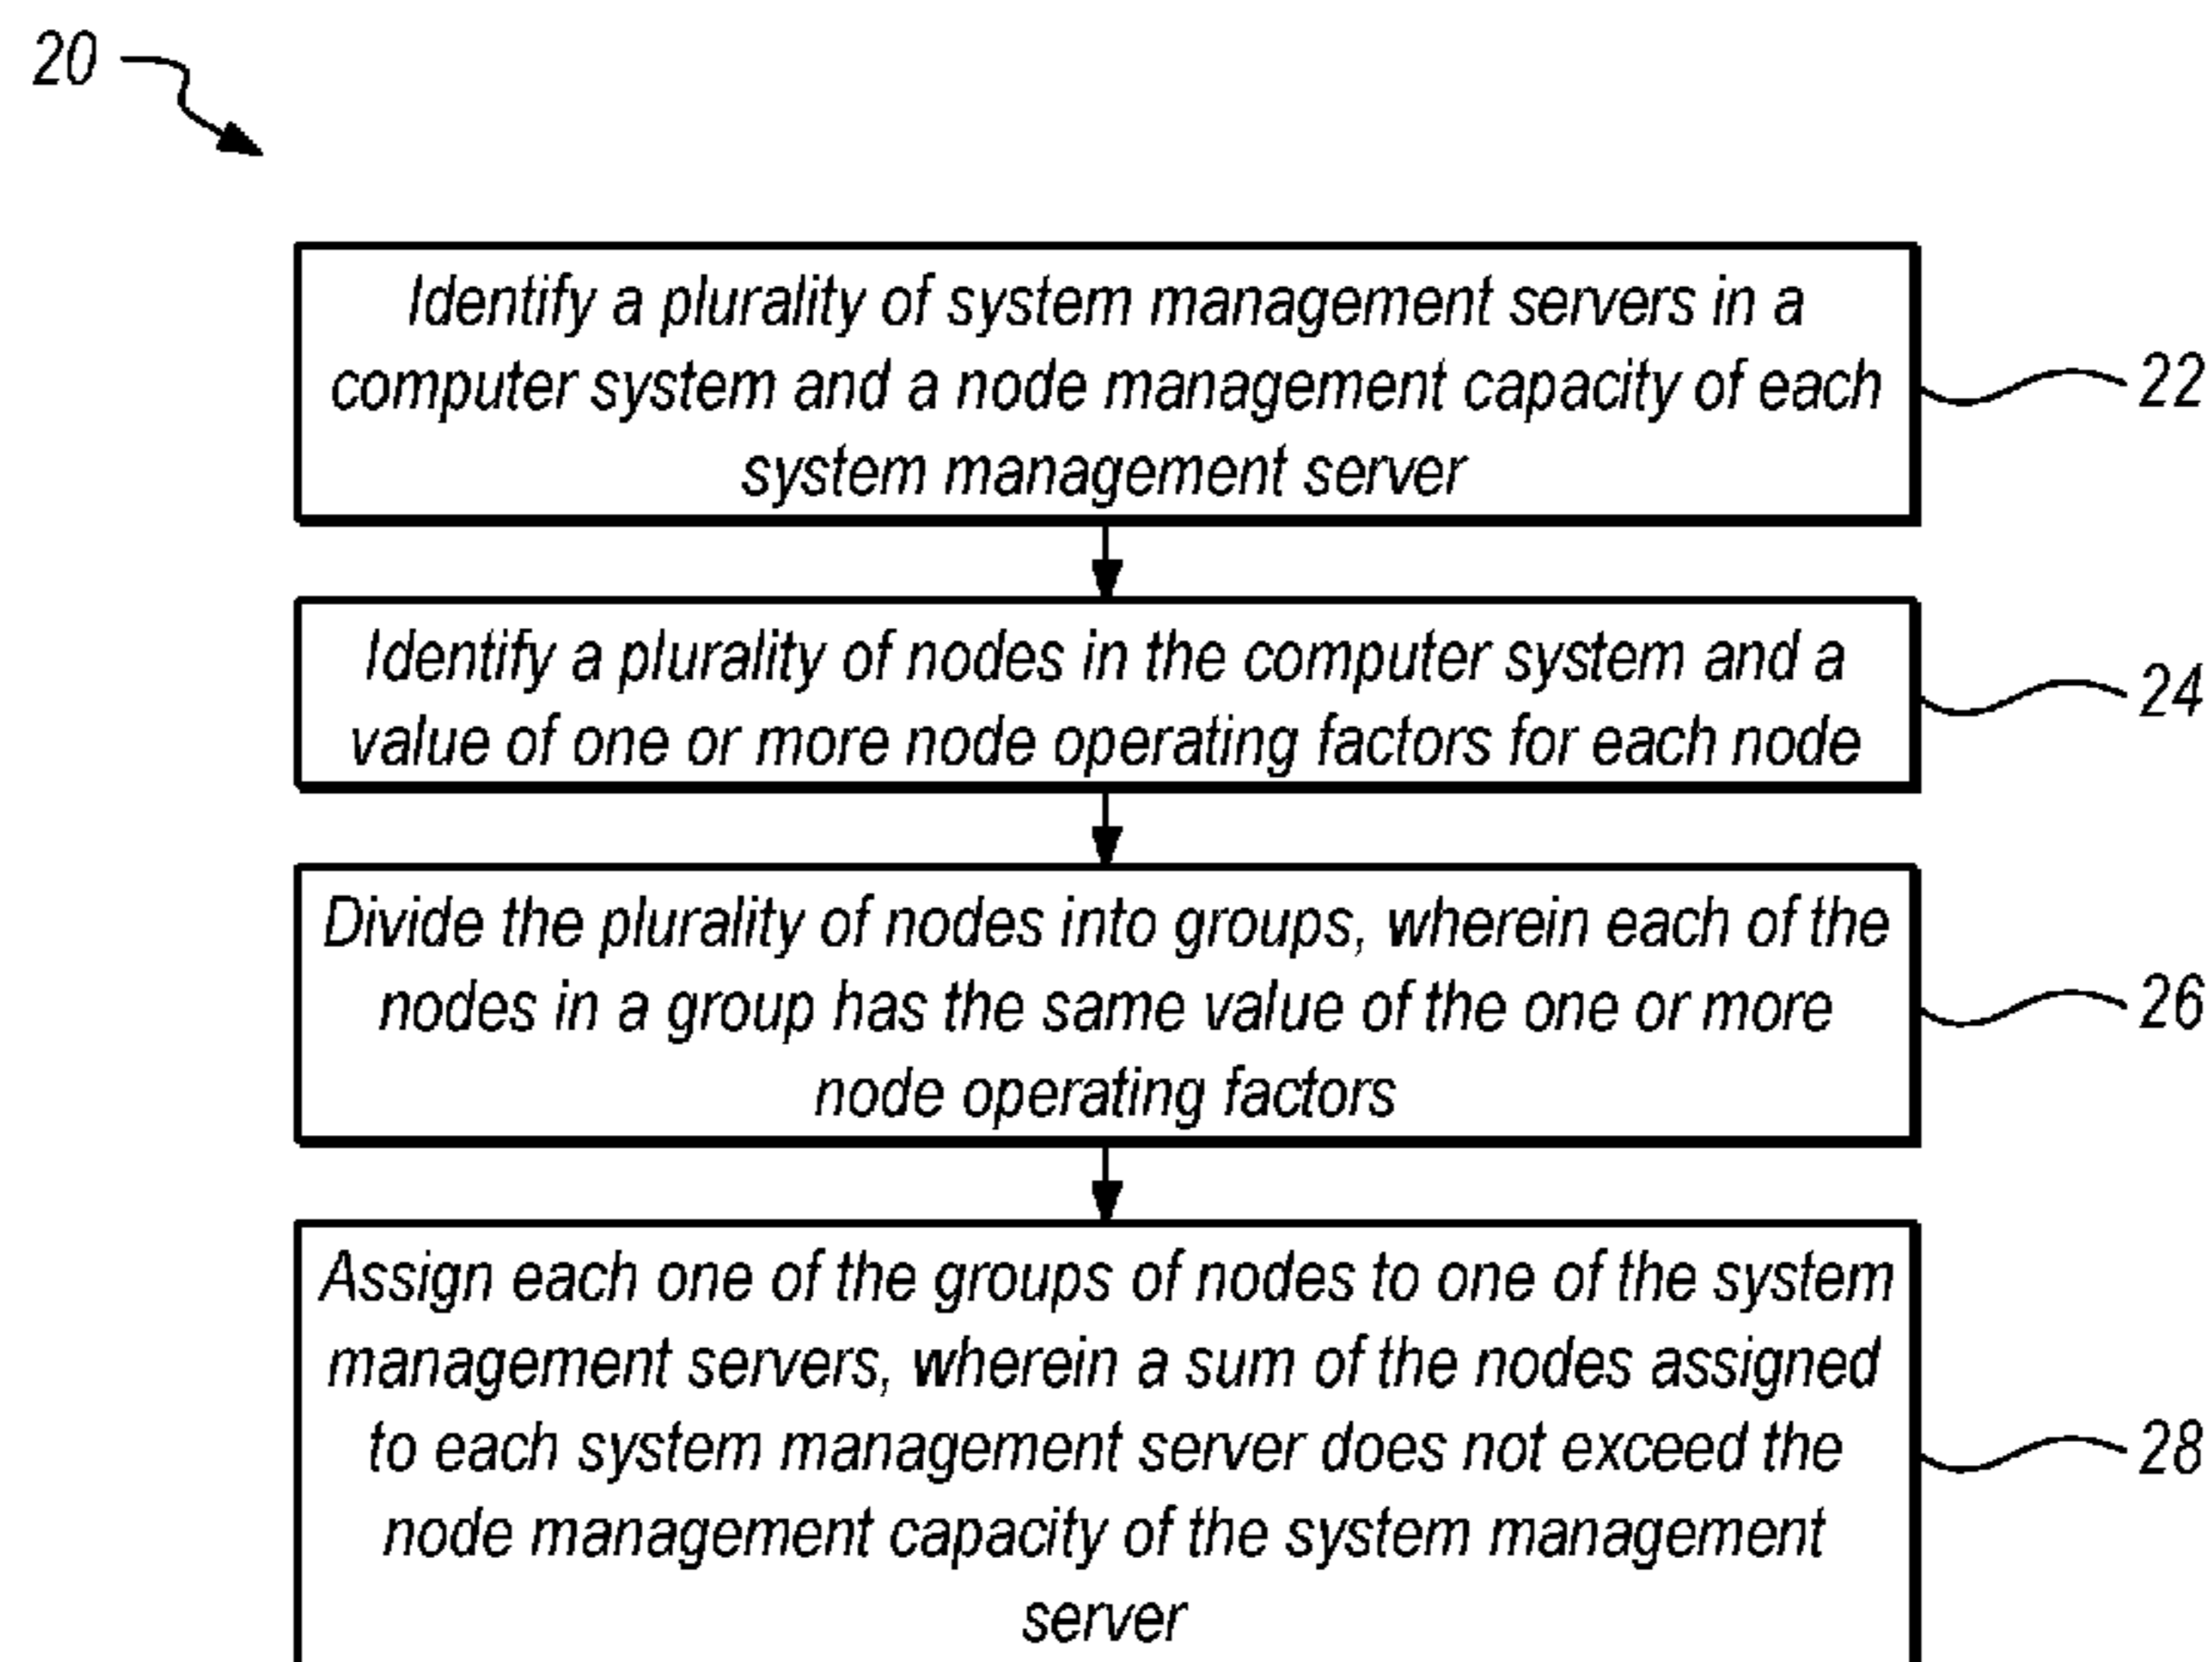 20
Identify a plurality of system management servers in a
computer system and a node management capacity of each
system management server
22
Identify a plurality of nodes in the computer system and a
value of one or more node operating factors for each node
24
Divide the plurality of nodes into groups, wherein each of the
nodes in a group has the same value of the one or more
node operating factors
26
Assign each one of the groups of nodes to one of the system
management servers, wherein a sum of the nodes assigned
to each system management server does not exceed the
node management capacity of the system management
server
28